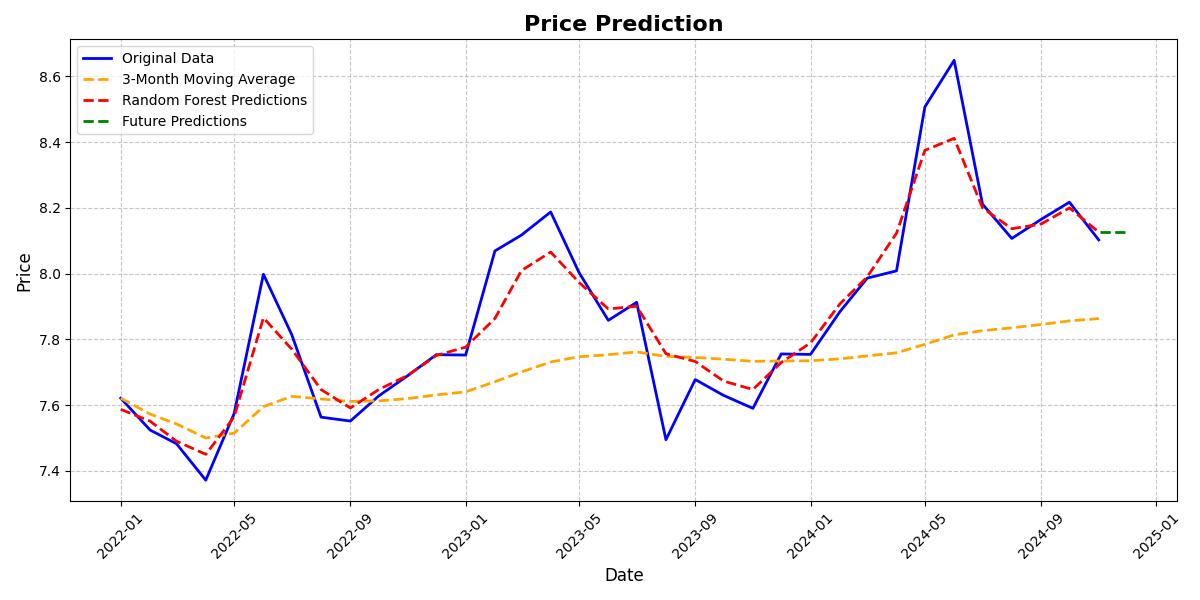 Price Prediction
Original Data
3-Month Moving Average
Random Forest Predictions
Future Predictions
Price
8.6
8.4
8.2
8.0
7.8
7.6
7.4
2022-01
2022-05
2022-09
2023-01
2023-05
2023-09
2024-01
2024-05
2024-09
2025-01
Date